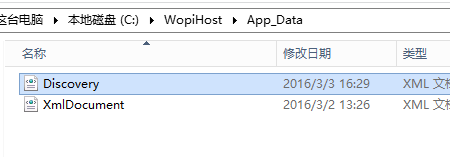 这台电脑 ▸ 本地磁盘 (C:) ▸ WopiHost ▸ App_Data
名称 修改日期 类型
Discovery 2016/3/3 16:29 XML 文档
XmlDocument 2016/3/2 13:26 XML 文档